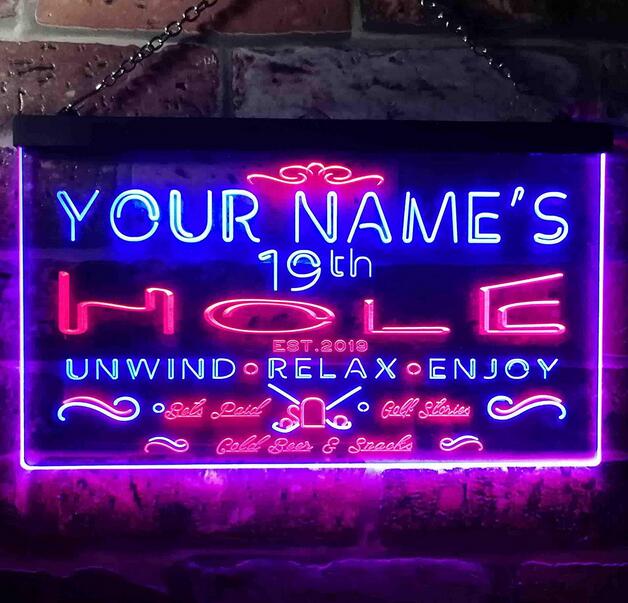 YOUR NAME'S
19th
HOLE
EST.2019
UNWIND • RELAX • ENJOY
Bets Paid Golf Stories
Cold Beer & Snacks